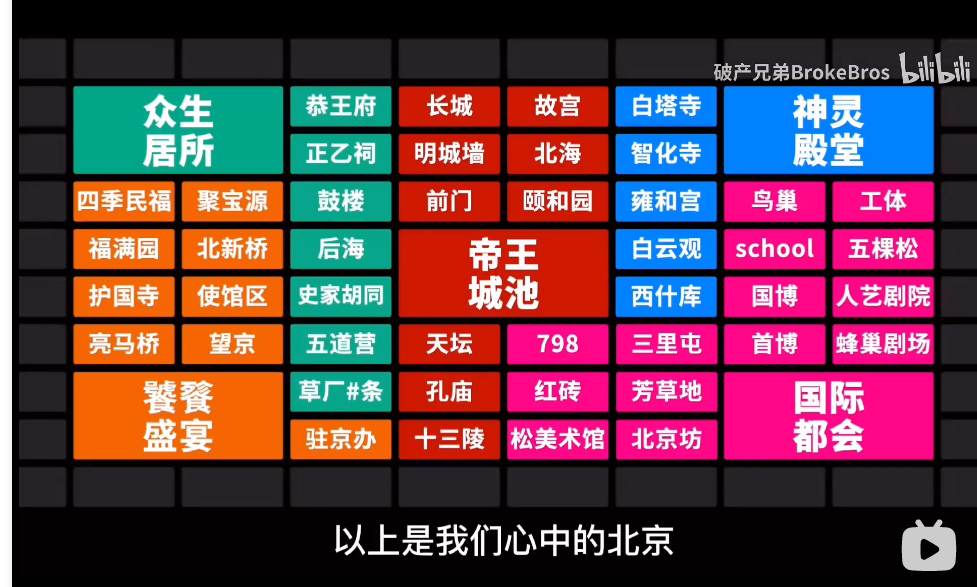 破产兄弟BrokeBros bilibili
众生
居所
恭王府 长城 故宫 白塔寺
神灵
殿堂
正乙祠 明城墙 北海 智化寺
四季民福 聚宝源 鼓楼 前门 颐和园 雍和宫 鸟巢 工体
福满园 北新桥 后海
帝王
城池
白云观 school 五棵松
护国寺 使馆区 史家胡同 西什库 国博 人艺剧院
亮马桥 望京 五道营 天坛 798 三里屯 首博 蜂巢剧场
饕餮
盛宴
草厂#条 孔庙 红砖 芳草地
国际
都会
驻京办 十三陵 松美术馆 北京坊
以上是我们心中的北京